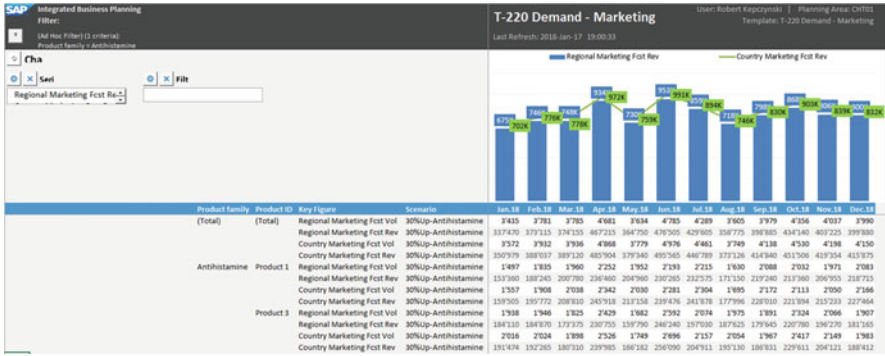 SAP Integrated Business Planning
Filter:
(Ad Hoc Filter) (1 criteria):
Product family = Antihistamine
T-220 Demand - Marketing
User: Robert Kepczynski | Planning Area: CHT01
Template: T-220 Demand - Marketing
Last Refresh: 2018-Jan-17 19:00:33
Cha
Seri
Filt
Regional Marketing Fcst Re
Regional Marketing Fcst Rev
Country Marketing Fcst Rev
702K 776K 778K 972K 759K 991K 894K 746K 830K 903K 839K 832K
Product family Product ID Key Figure Scenario Jan.18 Feb.18 Mar.18 Apr.18 May.18 Jun.18 Jul.18 Aug.18 Sep.18 Oct.18 Nov.18 Dec.18
(Total) (Total) Regional Marketing Fcst Vol 30%Up-Antihistamine 3'435 3'781 3'785 4'681 3'634 4'785 4'289 3'605 3'979 4'356 4'037 3'990
Regional Marketing Fcst Rev 30%Up-Antihistamine 337'470 373'115 374'155 467'215 364'750 476'505 429'605 358'775 398'885 434'140 403'225 399'880
Country Marketing Fcst Vol 30%Up-Antihistamine 3'572 3'932 3'936 4'868 3'779 4'976 4'461 3'749 4'138 4'530 4'198 4'150
Country Marketing Fcst Rev 30%Up-Antihistamine 350'979 388'037 389'120 485'904 379'340 495'565 446'789 373'126 414'840 451'506 419'354 415'875
Antihistamine Product 1 Regional Marketing Fcst Vol 30%Up-Antihistamine 1'497 1'835 1'960 2'252 1'952 2'193 2'215 1'630 2'088 2'032 1'971 2'083
Regional Marketing Fcst Rev 30%Up-Antihistamine 153'360 188'245 200'780 236'460 204'960 230'265 232'575 171'150 219'240 213'360 206'955 218'715
Country Marketing Fcst Vol 30%Up-Antihistamine 1'557 1'908 2'038 2'342 2'030 2'281 2'304 1'695 2'172 2'113 2'050 2'166
Country Marketing Fcst Rev 30%Up-Antihistamine 159'505 195'772 208'810 245'918 213'158 239'476 241'878 177'996 228'010 221'894 215'233 227'464
Product 3 Regional Marketing Fcst Vol 30%Up-Antihistamine 1'938 1'946 1'825 2'429 1'682 2'592 2'074 1'975 1'891 2'324 2'066 1'907
Regional Marketing Fcst Rev 30%Up-Antihistamine 184'110 184'870 173'375 230'755 159'790 246'240 197'030 187'625 179'645 220'780 196'270 181'165
Country Marketing Fcst Vol 30%Up-Antihistamine 2'016 2'024 1'898 2'526 1'749 2'696 2'157 2'054 1'967 2'417 2'149 1'983
Country Marketing Fcst Rev 30%Up-Antihistamine 191'474 192'265 180'310 239'985 166'182 256'090 204'911 195'130 186'831 229'611 204'121 188'412